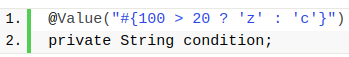 1. @Value("#{100 > 20 ? 'z' : 'c'}")
2. private String condition;